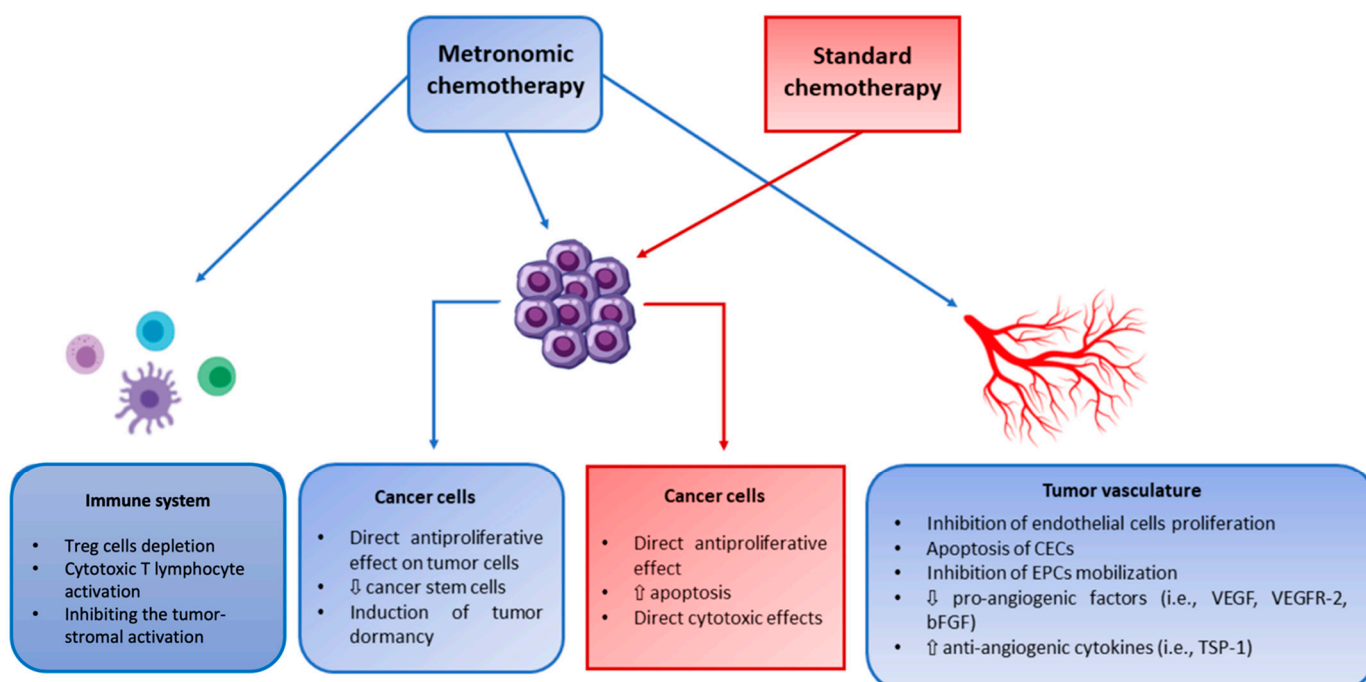 Metronomic
chemotherapy
Standard
chemotherapy
Immune system
• Treg cells depletion
• Cytotoxic T lymphocyte
activation
• Inhibiting the tumor-
stromal activation
Cancer cells
• Direct antiproliferative
effect on tumor cells
• ⇩ cancer stem cells
• Induction of tumor
dormancy
Cancer cells
• Direct antiproliferative
effect
• ⇧ apoptosis
• Direct cytotoxic effects
Tumor vasculature
• Inhibition of endothelial cells proliferation
• Apoptosis of CECs
• Inhibition of EPCs mobilization
• ⇩ pro-angiogenic factors (i.e., VEGF, VEGFR-2,
bFGF)
• ⇧ anti-angiogenic cytokines (i.e., TSP-1)